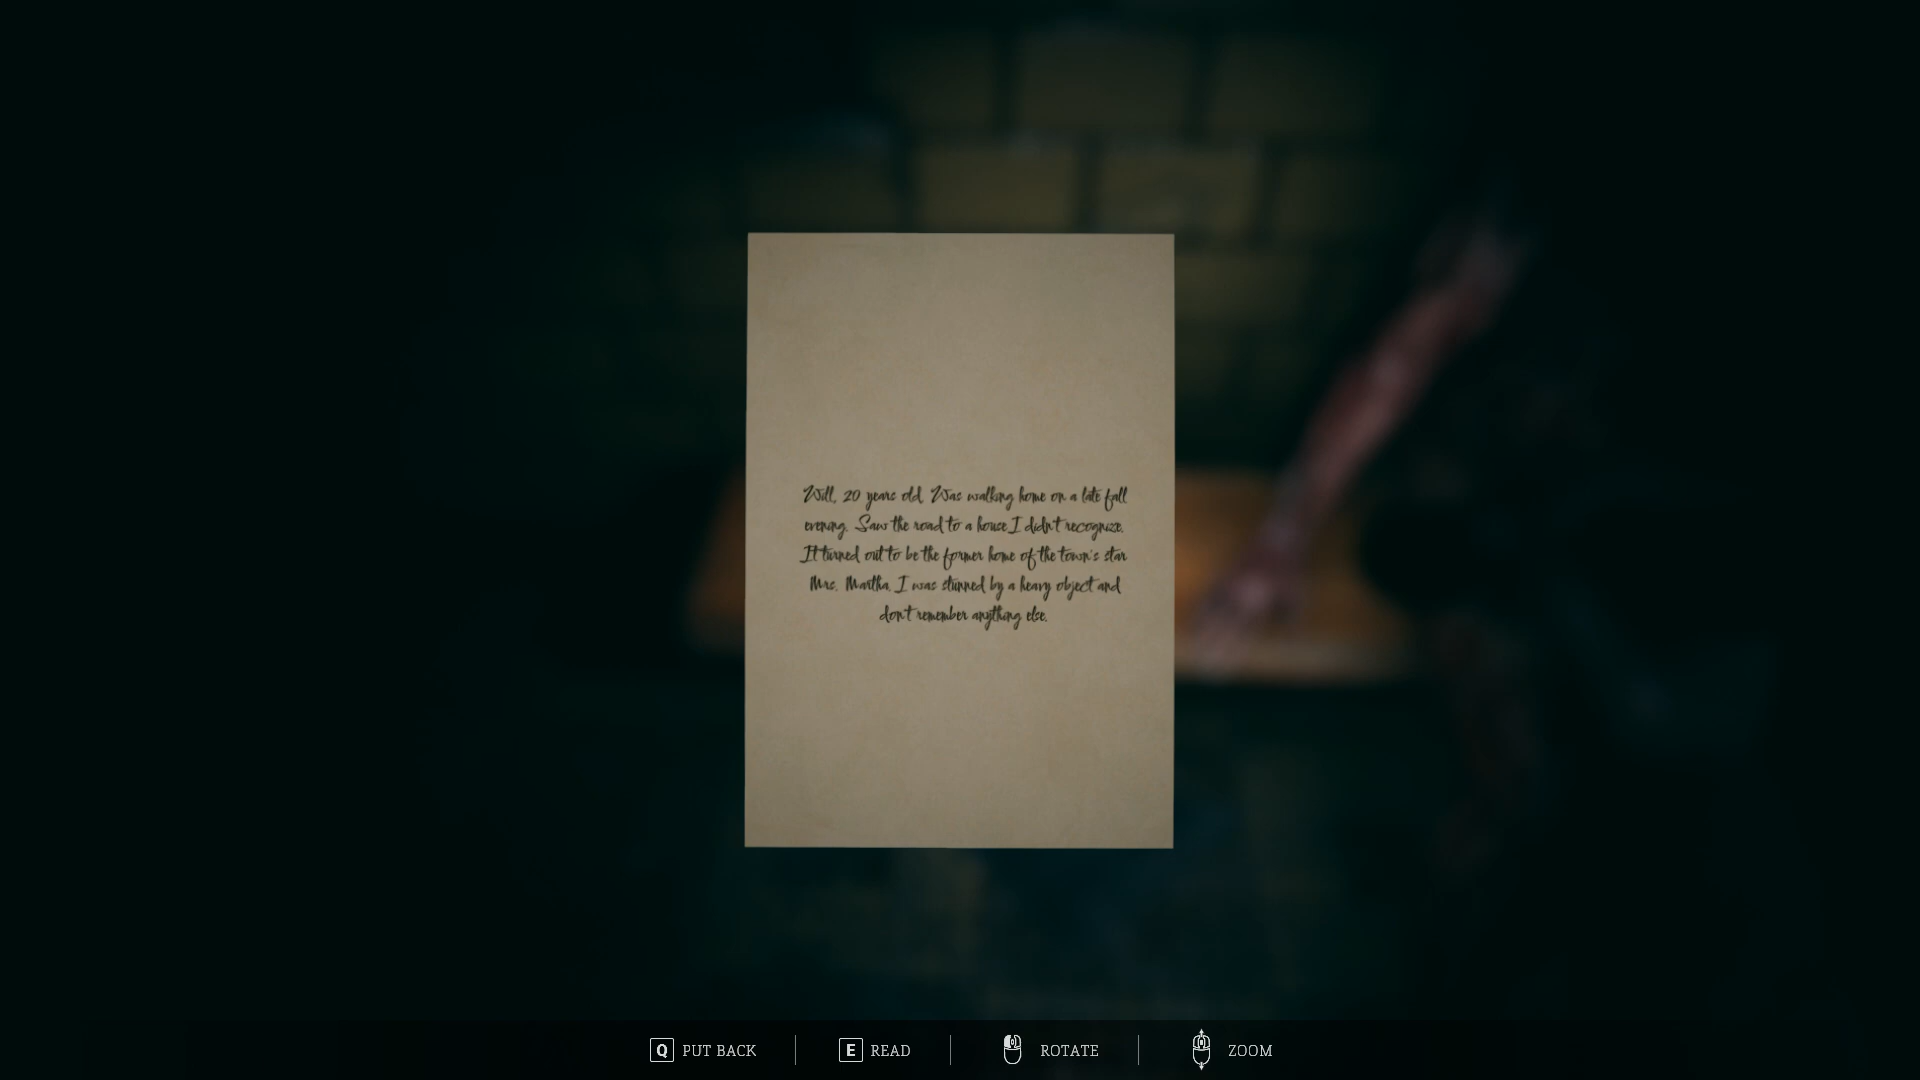 Will, 20 years old. Was walking home on a late fall
evening. Saw the road to a house I didn't recognize.
It turned out to be the former home of the town's star
Mrs. Martha. I was stunned by a heavy object and
don't remember anything else.
Q PUT BACK E READ ROTATE ZOOM